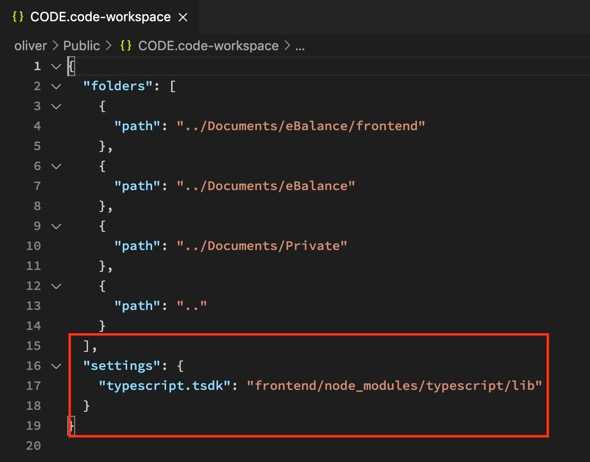 {} CODE.code-workspace ×
oliver > Public > {} CODE.code-workspace > ...
1 {
2 "folders": [
3 {
4 "path": "../Documents/eBalance/frontend"
5 },
6 {
7 "path": "../Documents/eBalance"
8 },
9 {
10 "path": "../Documents/Private"
11 },
12 {
13 "path": ".."
14 }
15 ],
16 "settings": {
17 "typescript.tsdk": "frontend/node_modules/typescript/lib"
18 }
19 }
20